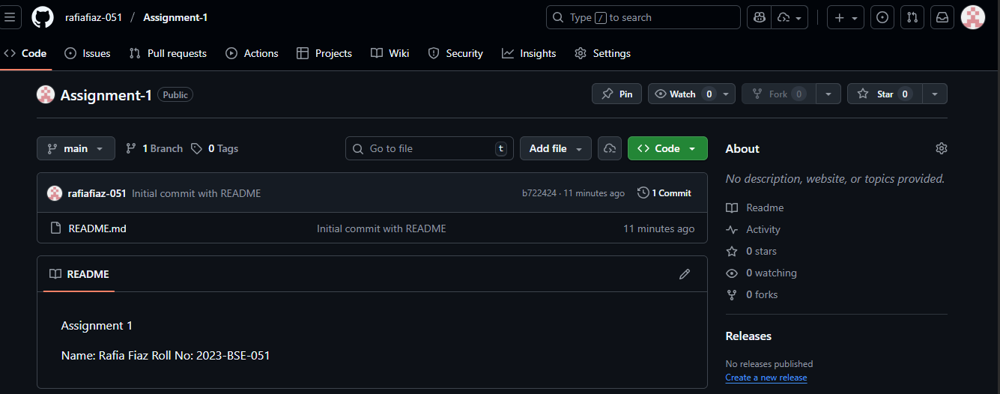 rafiafiaz-051 / Assignment-1 Type / to search
Code Issues Pull requests Actions Projects Wiki Security Insights Settings
Assignment-1 Public Pin Watch 0 Fork 0 Star 0
main 1 Branch 0 Tags Go to file t Add file Code
rafiafiaz-051 Initial commit with README b722424 · 11 minutes ago 1 Commit
README.md Initial commit with README 11 minutes ago
README
Assignment 1
Name: Rafia Fiaz Roll No: 2023-BSE-051
About
No description, website, or topics provided.
Readme
Activity
0 stars
0 watching
0 forks
Releases
No releases published
Create a new release